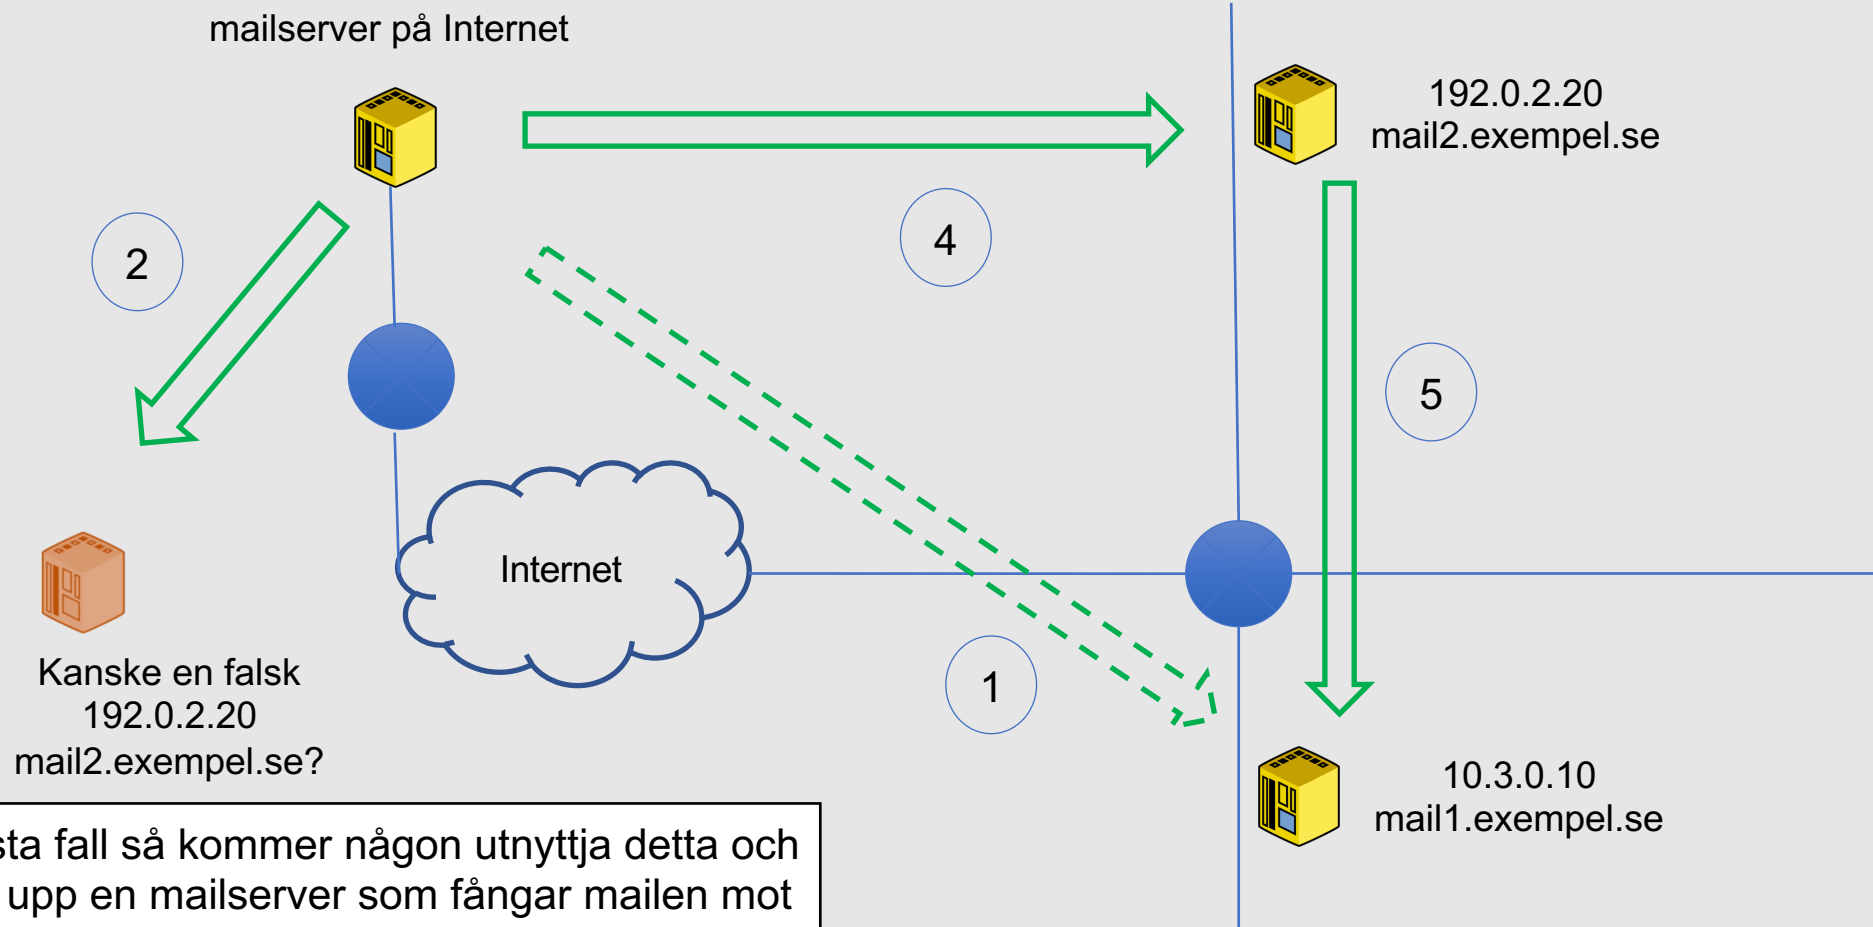 mailserver på Internet
192.0.2.20
mail2.exempel.se
2
4
5
Internet
1
Kanske en falsk
192.0.2.20
mail2.exempel.se?
10.3.0.10
mail1.exempel.se
sta fall så kommer någon utnyttja detta och
upp en mailserver som fångar mailen mot